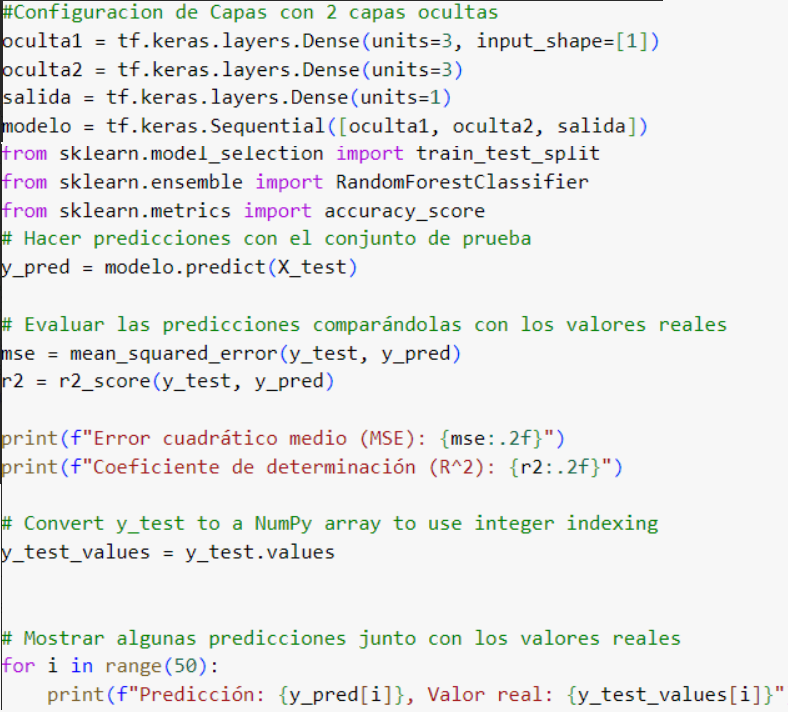 #Configuracion de Capas con 2 capas ocultas
oculta1 = tf.keras.layers.Dense(units=3, input_shape=[1])
oculta2 = tf.keras.layers.Dense(units=3)
salida = tf.keras.layers.Dense(units=1)
modelo = tf.keras.Sequential([oculta1, oculta2, salida])
from sklearn.model_selection import train_test_split
from sklearn.ensemble import RandomForestClassifier
from sklearn.metrics import accuracy_score
# Hacer predicciones con el conjunto de prueba
y_pred = modelo.predict(X_test)
# Evaluar las predicciones comparándolas con los valores reales
mse = mean_squared_error(y_test, y_pred)
r2 = r2_score(y_test, y_pred)
print(f"Error cuadrático medio (MSE): {mse:.2f}")
print(f"Coeficiente de determinación (R^2): {r2:.2f}")
# Convert y_test to a NumPy array to use integer indexing
y_test_values = y_test.values
# Mostrar algunas predicciones junto con los valores reales
for i in range(50):
    print(f"Predicción: {y_pred[i]}, Valor real: {y_test_values[i]}"